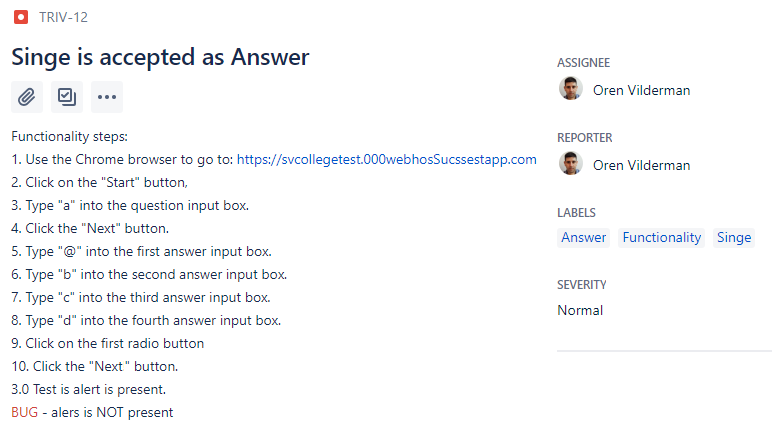 TRIV-12
Singe is accepted as Answer
Functionality steps:
1. Use the Chrome browser to go to: https://svcollegetest.000webhosSucssestapp.com
2. Click on the "Start" button,
3. Type "a" into the question input box.
4. Click the "Next" button.
5. Type "@" into the first answer input box.
6. Type "b" into the second answer input box.
7. Type "c" into the third answer input box.
8. Type "d" into the fourth answer input box.
9. Click on the first radio button
10. Click the "Next" button.
3.0 Test is alert is present.
BUG - alers is NOT present
ASSIGNEE
Oren Vilderman
REPORTER
Oren Vilderman
LABELS
Answer Functionality Singe
SEVERITY
Normal